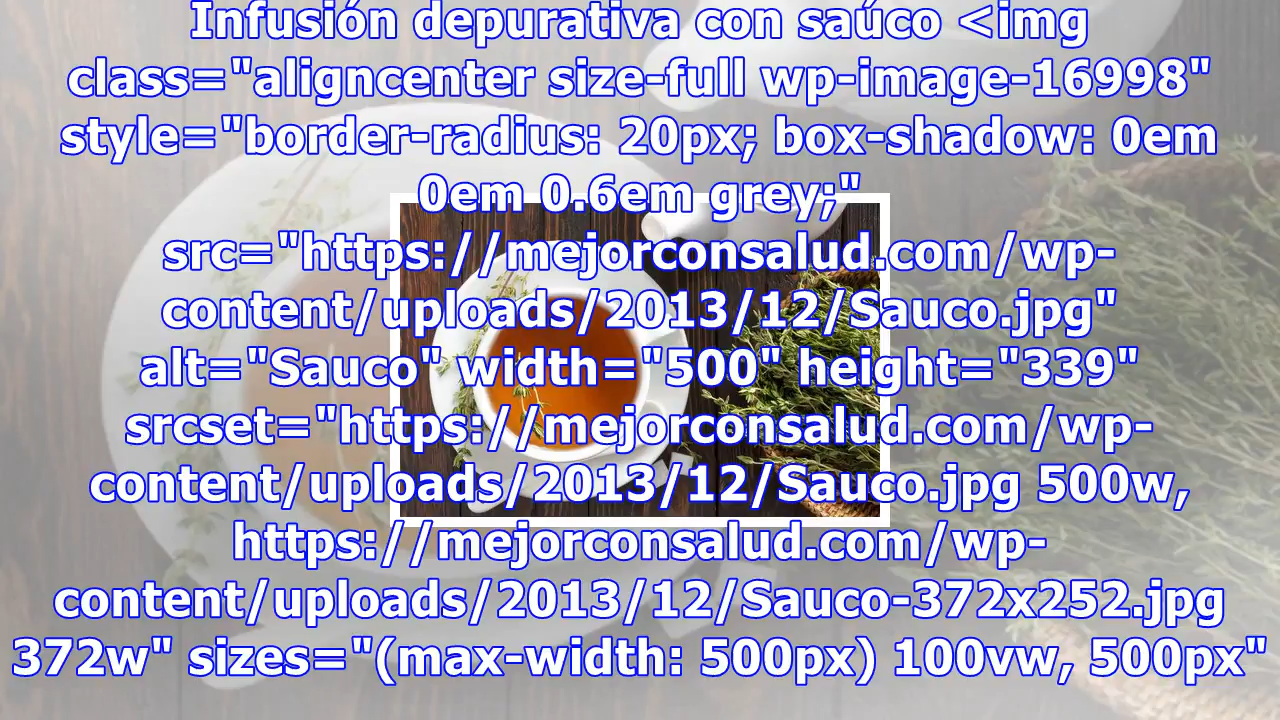 Infusión depurativa con saúco <img
class="aligncenter size-full wp-image-16998"
style="border-radius: 20px; box-shadow: 0em
0em 0.6em grey;"
src="https://mejorconsalud.com/wp-
content/uploads/2013/12/Sauco.jpg"
alt="Sauco" width="500" height="339"
srcset="https://mejorconsalud.com/wp-
content/uploads/2013/12/Sauco.jpg 500w,
https://mejorconsalud.com/wp-
content/uploads/2013/12/Sauco-372x252.jpg
372w" sizes="(max-width: 500px) 100vw, 500px"